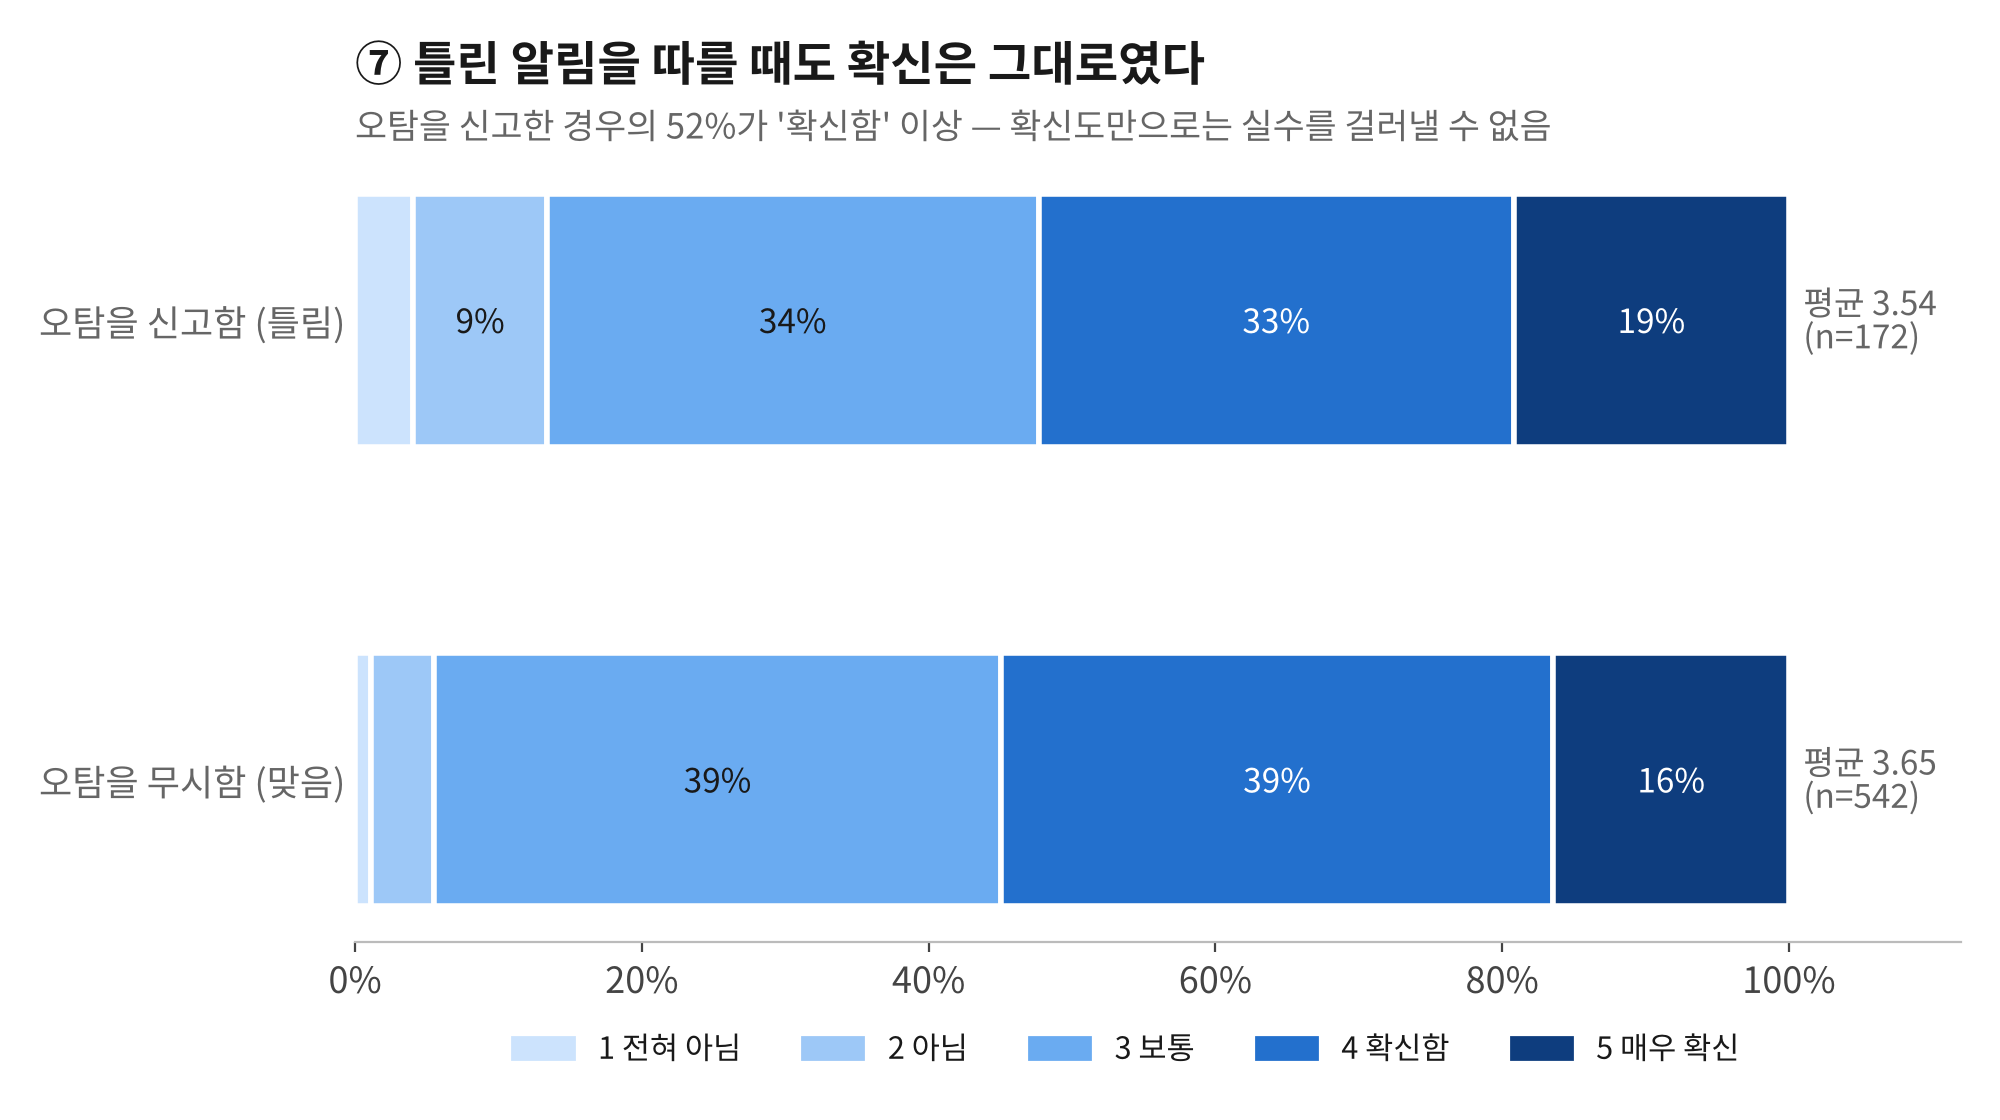 ⑦ 틀린 알림을 따를 때도 확신은 그대로였다
오탐을 신고한 경우의 52%가 '확신함' 이상 — 확신도만으로는 실수를 걸러낼 수 없음
오탐을 신고함 (틀림)
9%
34%
33%
19%
평균 3.54
(n=172)
오탐을 무시함 (맞음)
39%
39%
16%
평균 3.65
(n=542)
0%
20%
40%
60%
80%
100%
1 전혀 아님
2 아님
3 보통
4 확신함
5 매우 확신